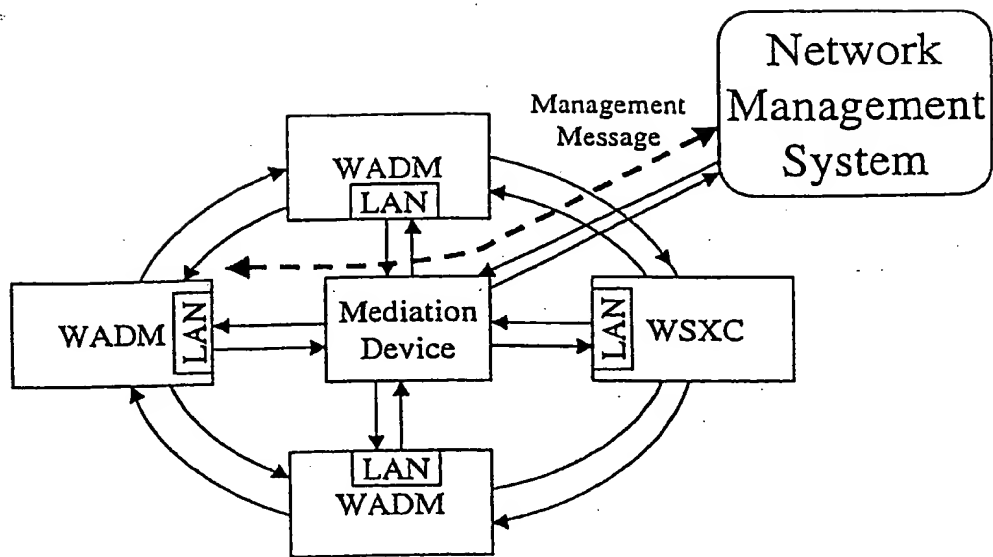 Network
Management
System
Management
Message
WADM
LAN
WADM
LAN
Mediation
Device
LAN
WSXC
LAN
WADM